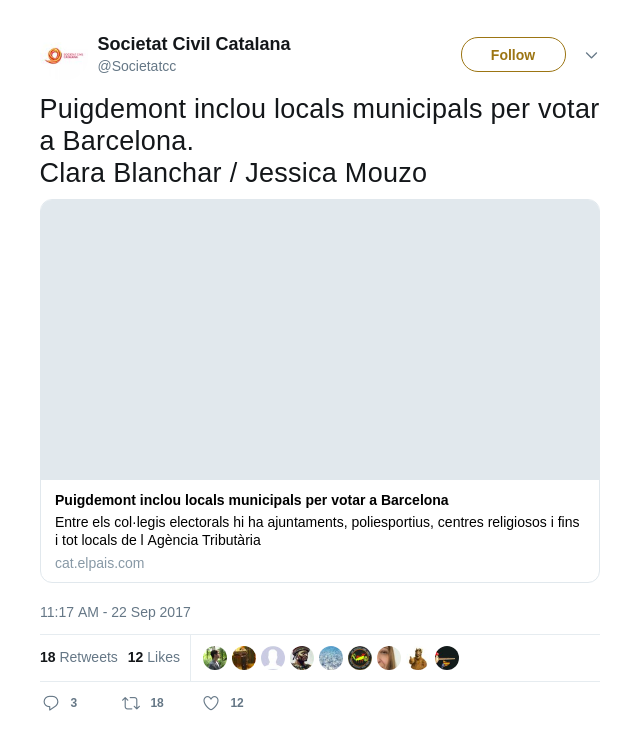 Societat Civil Catalana
@Societatcc
Follow
Puigdemont inclou locals municipals per votar
a Barcelona.
Clara Blanchar / Jessica Mouzo
Puigdemont inclou locals municipals per votar a Barcelona
Entre els col·legis electorals hi ha ajuntaments, poliesportius, centres religiosos i fins
i tot locals de l Agència Tributària
cat.elpais.com
11:17 AM - 22 Sep 2017
18 Retweets 12 Likes
3 18 12